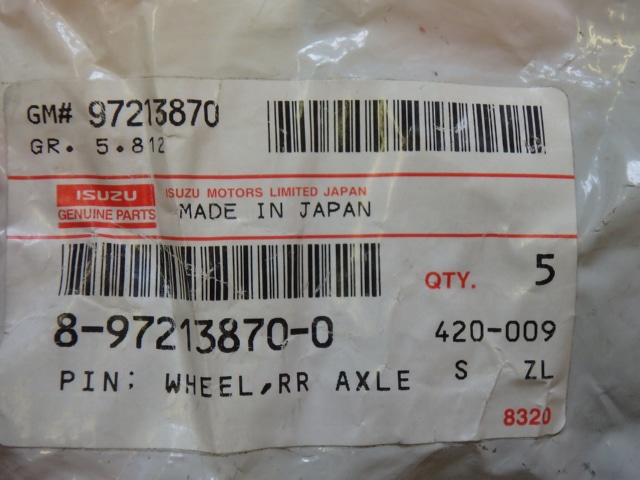 GM# 97213870
GR. 5.812
ISUZU
GENUINE PARTS
ISUZU MOTORS LIMITED JAPAN
MADE IN JAPAN
QTY. 5
8-97213870-0
420-009
PIN; WHEEL,RR AXLE
S ZL
8320